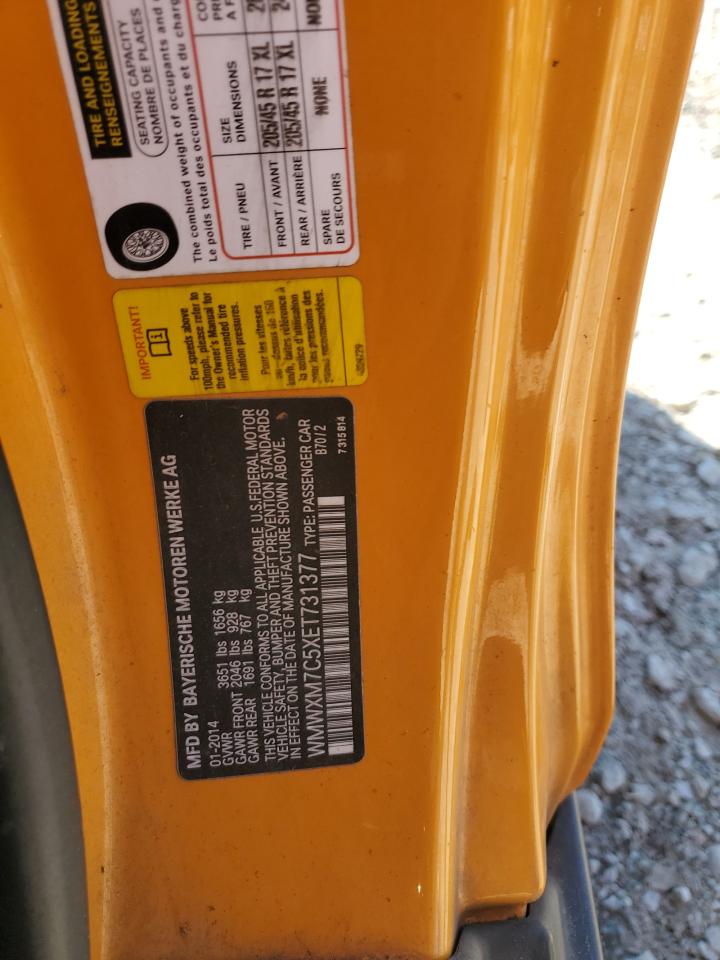 TIRE AND LOADING
RENSEIGNEMENTS
SEATING CAPACITY
NOMBRE DE PLACES
The combined weight of occupants and
Le poids total des occupants et du charg
TIRE / PNEU
SIZE
DIMENSIONS
FRONT / AVANT
205/45 R 17 XL
REAR / ARRIÈRE
205/45 R 17 XL
SPARE
DE SECOURS
NONE
IMPORTANT!
For speeds above
100mph, please refer to
the Owner's Manual for
recommended tire
inflation pressures.
Pour les vitesses
au-dessus de 160
km/h, faites référence à
la notice d'utilisation
pour les pressions des
pneus recommandées.
MFD BY BAYERISCHE MOTOREN WERKE AG
01-2014
GVWR 3651 lbs 1656 kg
GAWR FRONT 2046 lbs 928 kg
GAWR REAR 1691 lbs 767 kg
THIS VEHICLE CONFORMS TO ALL APPLICABLE U.S.FEDERAL MOTOR
VEHICLE SAFETY, BUMPER AND THEFT PREVENTION STANDARDS
IN EFFECT ON THE DATE OF MANUFACTURE SHOWN ABOVE.
WMWXM7C5XET731377 TYPE: PASSENGER CAR
B70/2
7315814